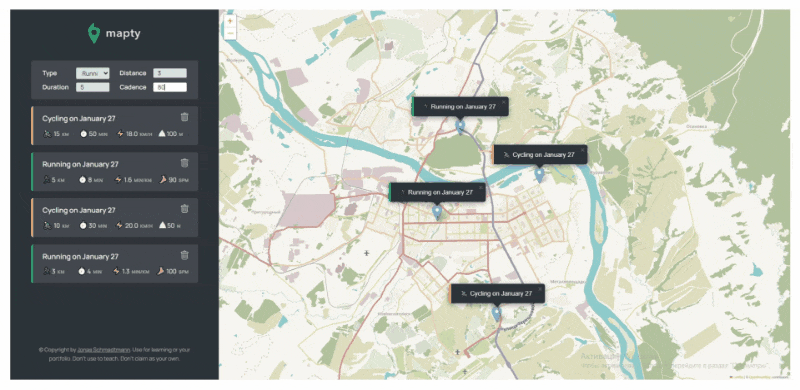 mapty
Type Runni Distance 3
Duration 5 Cadence 80
Cycling on January 27
15 KM 50 MIN 18.0 KM/H 100 M
Running on January 27
5 KM 8 MIN 1.6 MIN/KM 90 SPM
Cycling on January 27
10 KM 30 MIN 20.0 KM/H 50 M
Running on January 27
3 KM 4 MIN 1.3 MIN/KM 100 SPM
© Copyright by Jonas Schmedtmann. Use for learning or your
portfolio. Don't use to teach. Don't claim as your own.
+
−
Running on January 27
×
Cycling on January 27
×
Running on January 27
×
Cycling on January 27
×